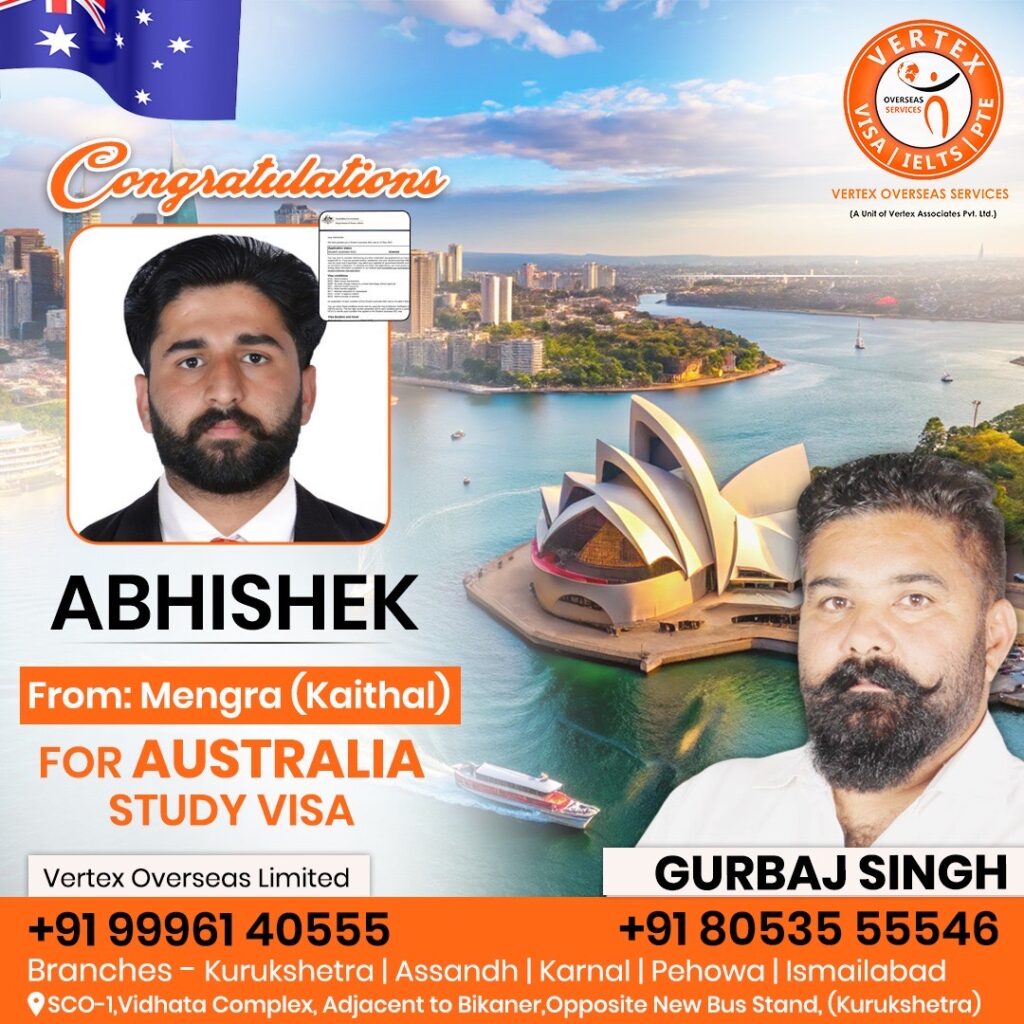 Congratulations
VERTEX
OVERSEAS
SERVICES
VISA | IELTS | PTE
VERTEX OVERSEAS SERVICES
(A Unit of Vertex Associates Pvt. Ltd.)
ABHISHEK
From: Mengra (Kaithal)
FOR AUSTRALIA
STUDY VISA
Vertex Overseas Limited
GURBAJ SINGH
+91 99961 40555
+91 80535 55546
Branches - Kurukshetra | Assandh | Karnal | Pehowa | Ismailabad
SCO-1,Vidhata Complex, Adjacent to Bikaner,Opposite New Bus Stand, (Kurukshetra)